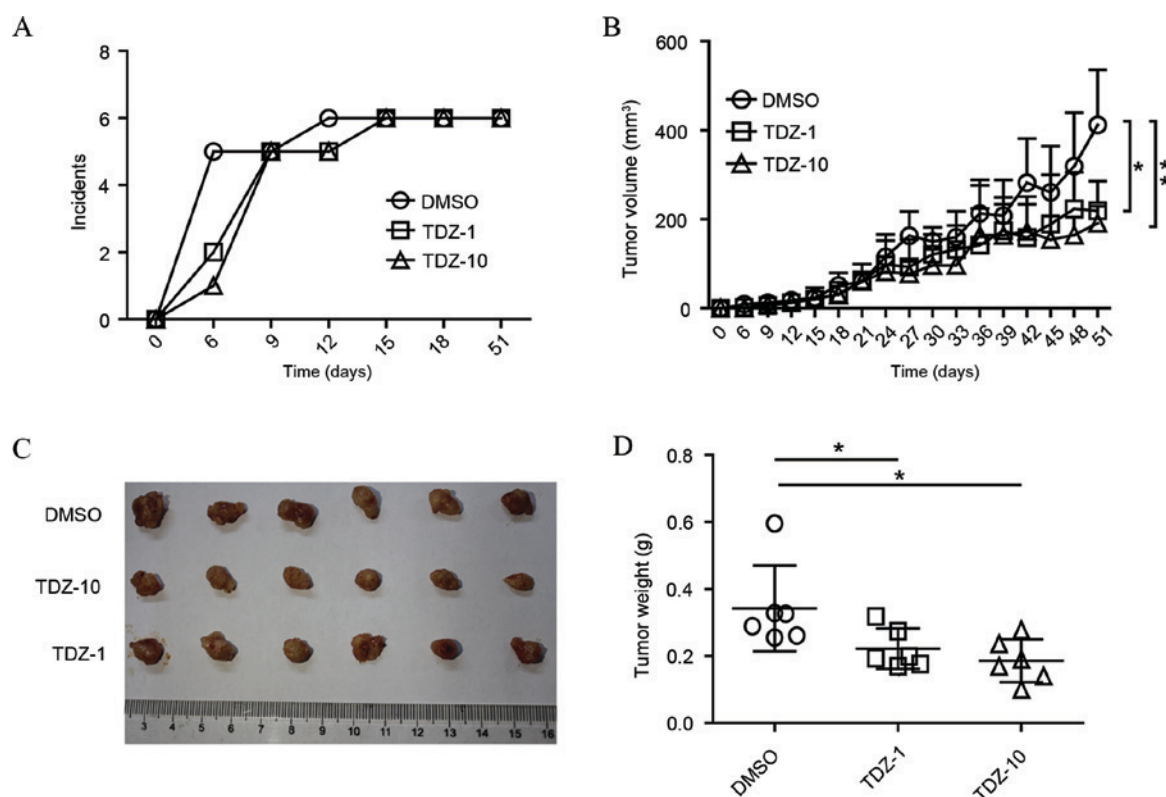 A
8
6
4
2
0
Incidents
DMSO
TDZ-1
TDZ-10
0 6 9 12 15 18 51
Time (days)
B
600
400
200
0
Tumor volume (mm³)
DMSO
TDZ-1
TDZ-10
*
**
0 6 9 12 15 18 21 24 27 30 33 36 39 42 45 48 51
Time (days)
C
DMSO
TDZ-10
TDZ-1
3 4 5 6 7 8 9 10 11 12 13 14 15 16
D
0.8
0.6
0.4
0.2
0.0
Tumor weight (g)
*
*
DMSO TDZ-1 TDZ-10